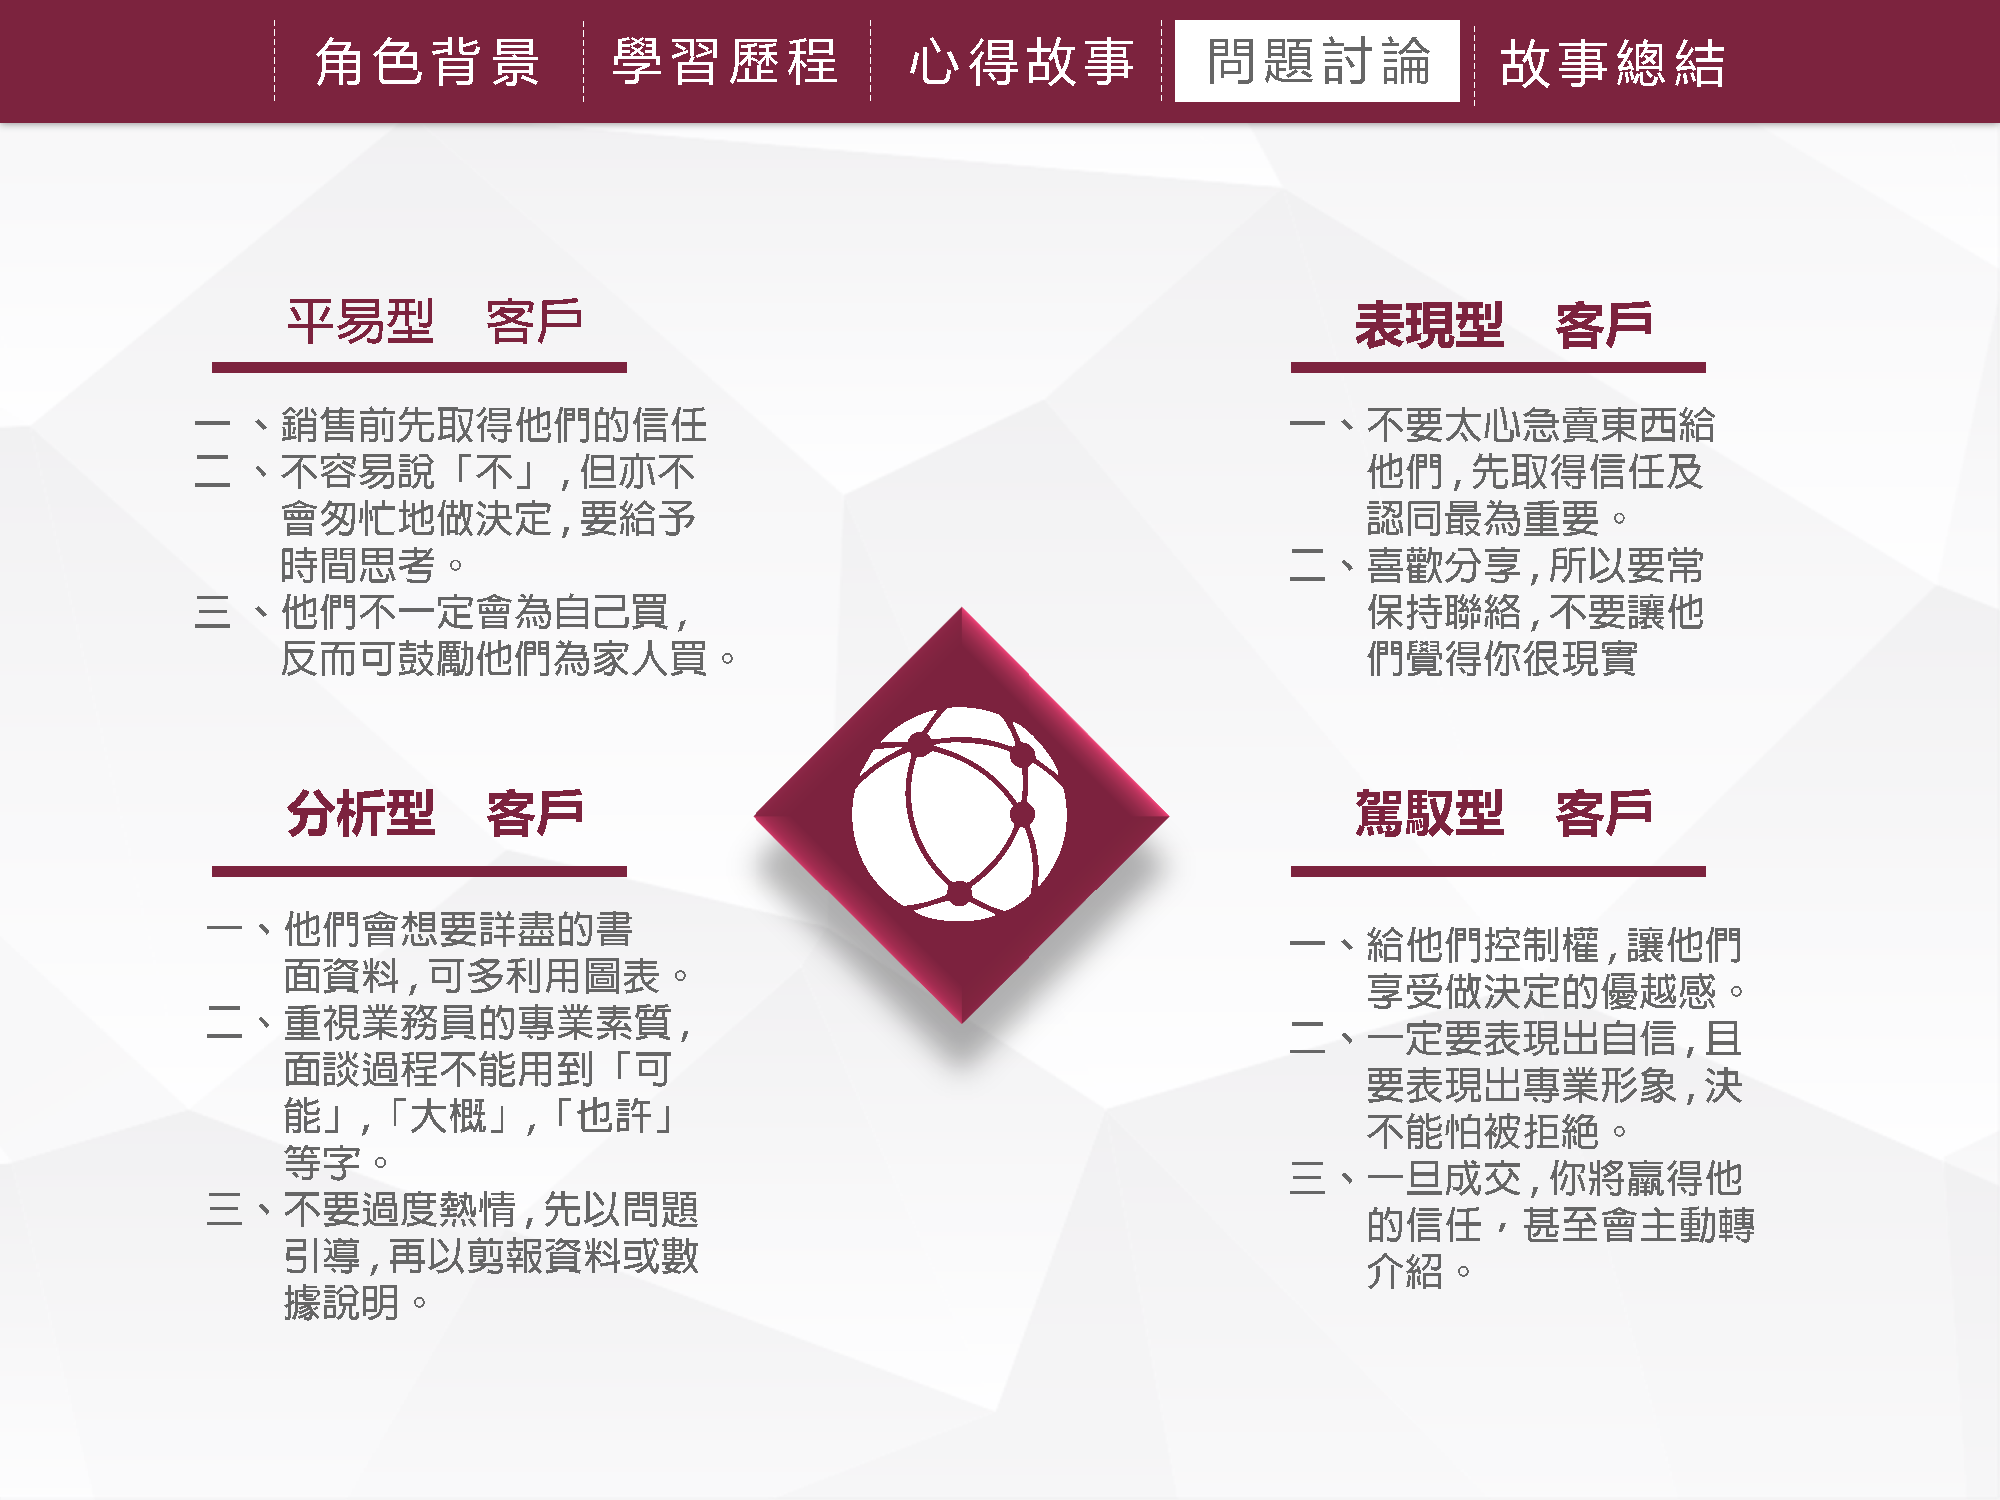 角色背景
學習歷程
心得故事
問題討論
故事總結
平易型　客戶
一、銷售前先取得他們的信任
二、不容易說「不」,但亦不
會匆忙地做決定,要給予
時間思考。
三、他們不一定會為自己買,
反而可鼓勵他們為家人買。
表現型　客戶
一、不要太心急賣東西給
他們,先取得信任及
認同最為重要。
二、喜歡分享,所以要常
保持聯絡,不要讓他
們覺得你很現實
分析型　客戶
一、他們會想要詳盡的書
面資料,可多利用圖表。
二、重視業務員的專業素質,
面談過程不能用到「可
能」,「大概」,「也許」
等字。
三、不要過度熱情,先以問題
引導,再以剪報資料或數
據說明。
駕馭型　客戶
一、給他們控制權,讓他們
享受做決定的優越感。
二、一定要表現出自信,且
要表現出專業形象,決
不能怕被拒絕。
三、一旦成交,你將贏得他
的信任，甚至會主動轉
介紹。